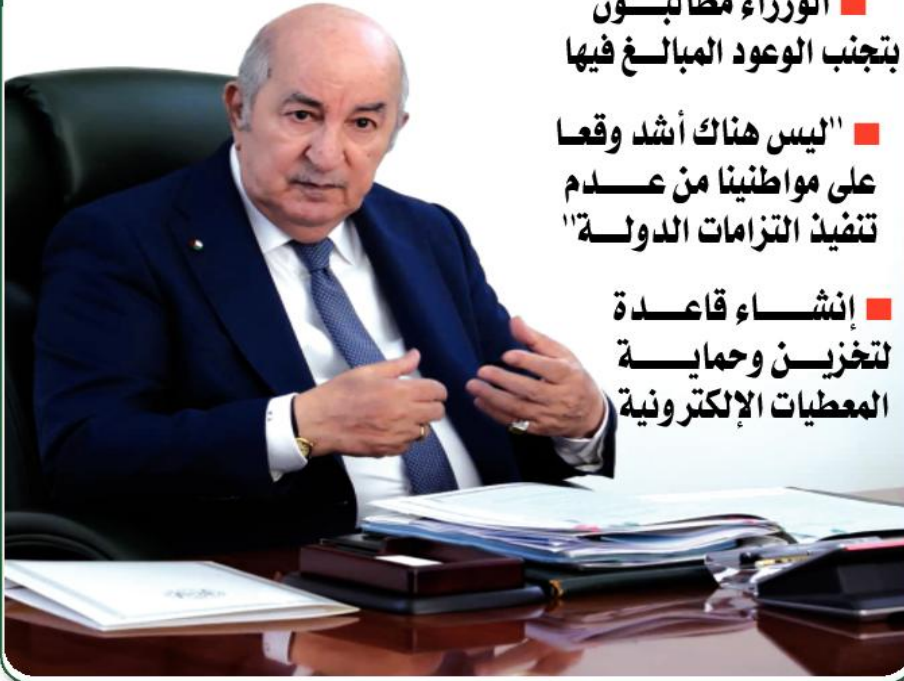 الوزراء مطالبون
بتجنب الوعود المبالغ فيها
"ليس هناك أشد وقعا
على مواطنينا من عدم
تنفيذ التزامات الدولة"
إنشاء قاعدة
لتخزين وحماية
المعطيات الإلكترونية